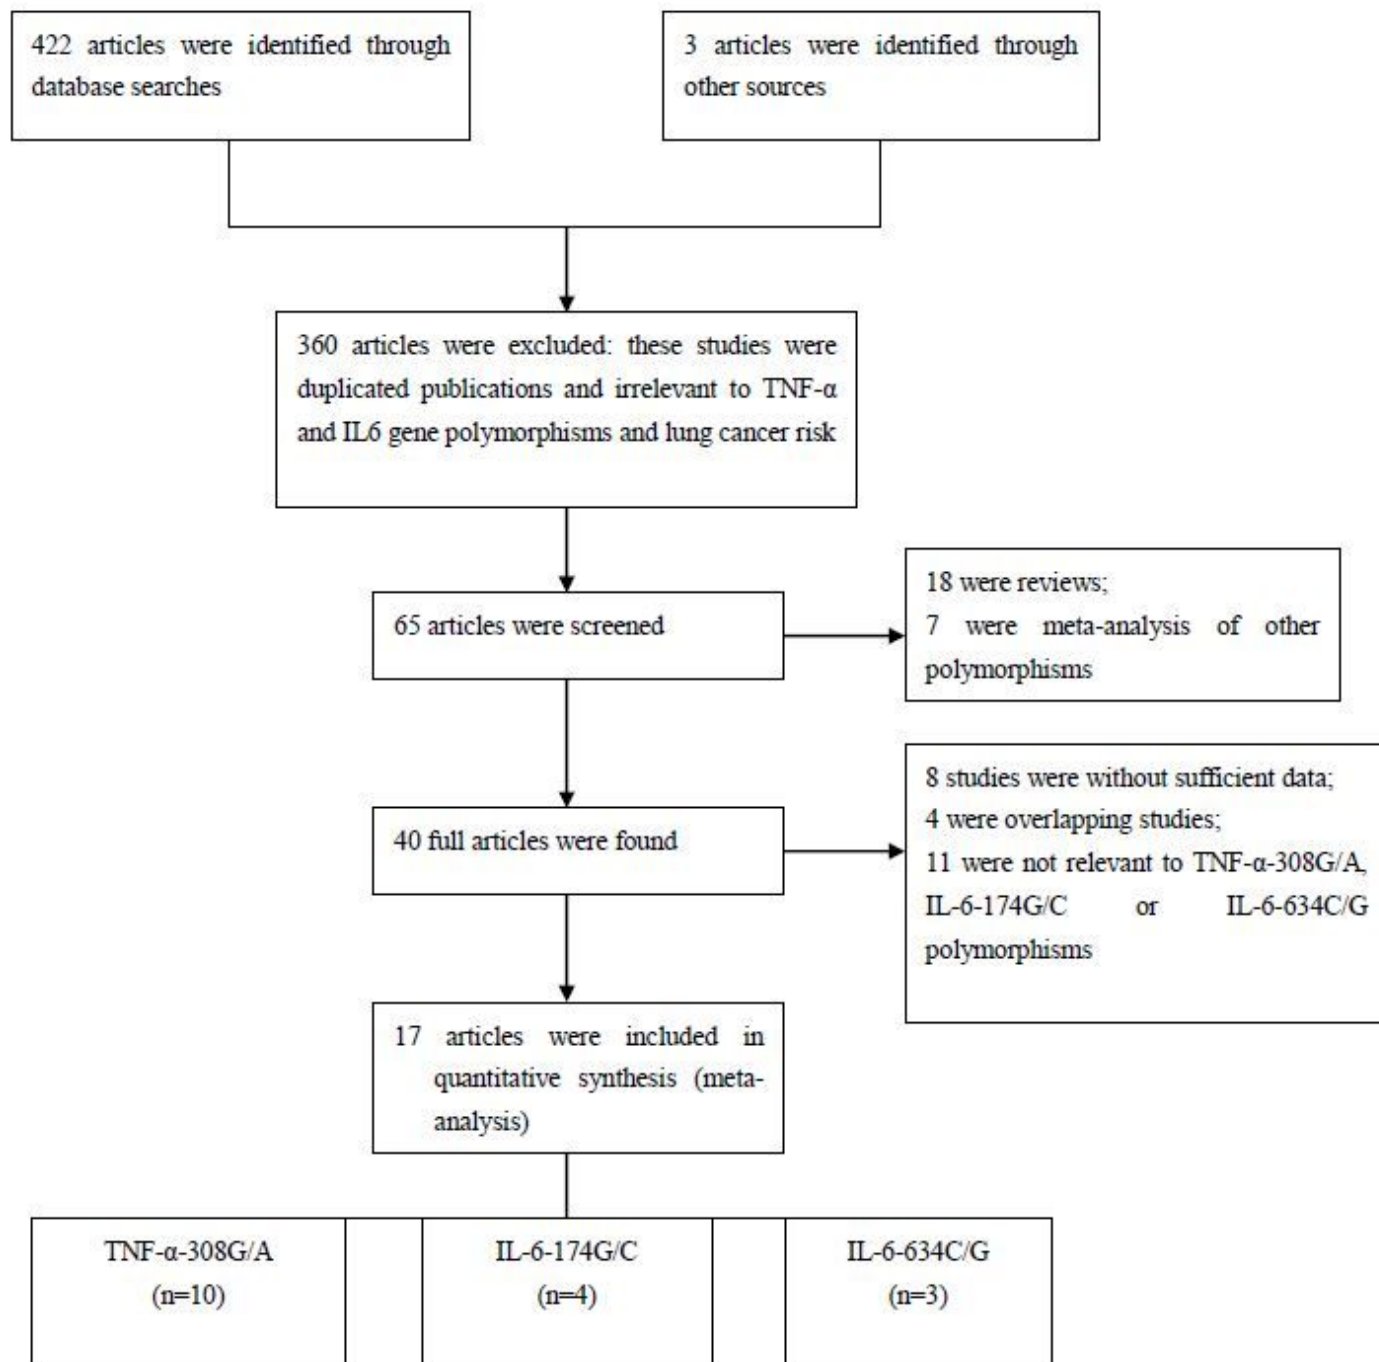 422 articles were identified through
database searches
3 articles were identified through
other sources
360 articles were excluded: these studies were
duplicated publications and irrelevant to TNF-α
and IL6 gene polymorphisms and lung cancer risk
65 articles were screened
18 were reviews;
7 were meta-analysis of other
polymorphisms
40 full articles were found
8 studies were without sufficient data;
4 were overlapping studies;
11 were not relevant to TNF-α-308G/A,
IL-6-174G/C or IL-6-634C/G
polymorphisms
17 articles were included in
quantitative synthesis (meta-
analysis)
TNF-α-308G/A
(n=10)
IL-6-174G/C
(n=4)
IL-6-634C/G
(n=3)